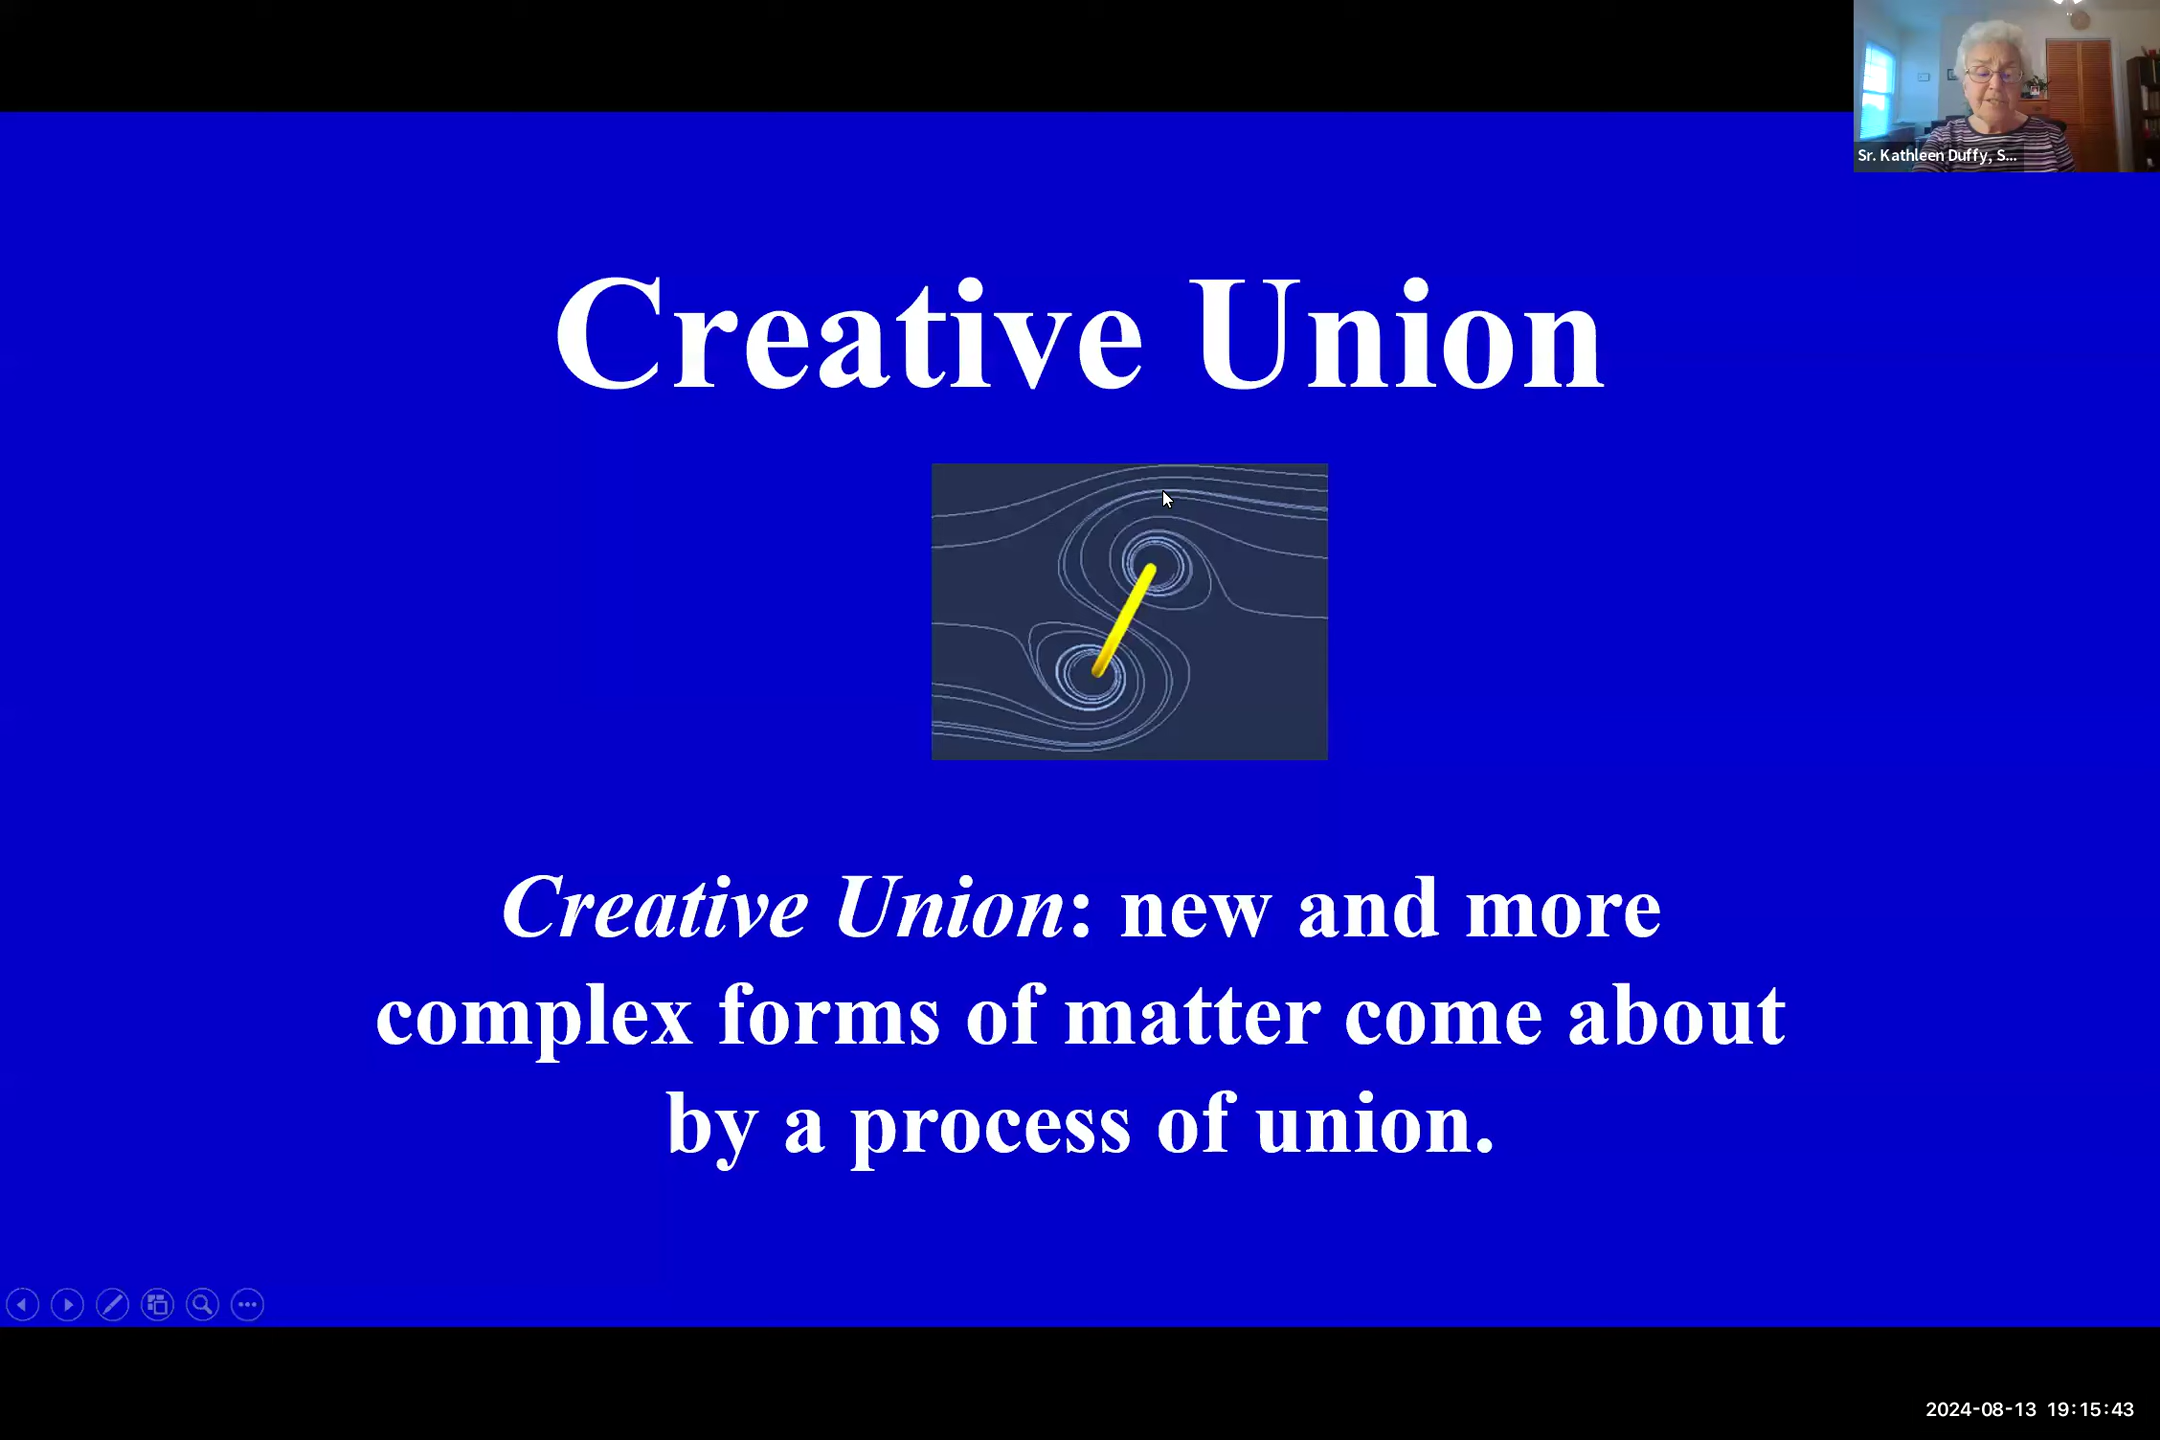 Sr. Kathleen Duffy, S...
Creative Union
Creative Union: new and more
complex forms of matter come about
by a process of union.
2024-08-13 19:15:43